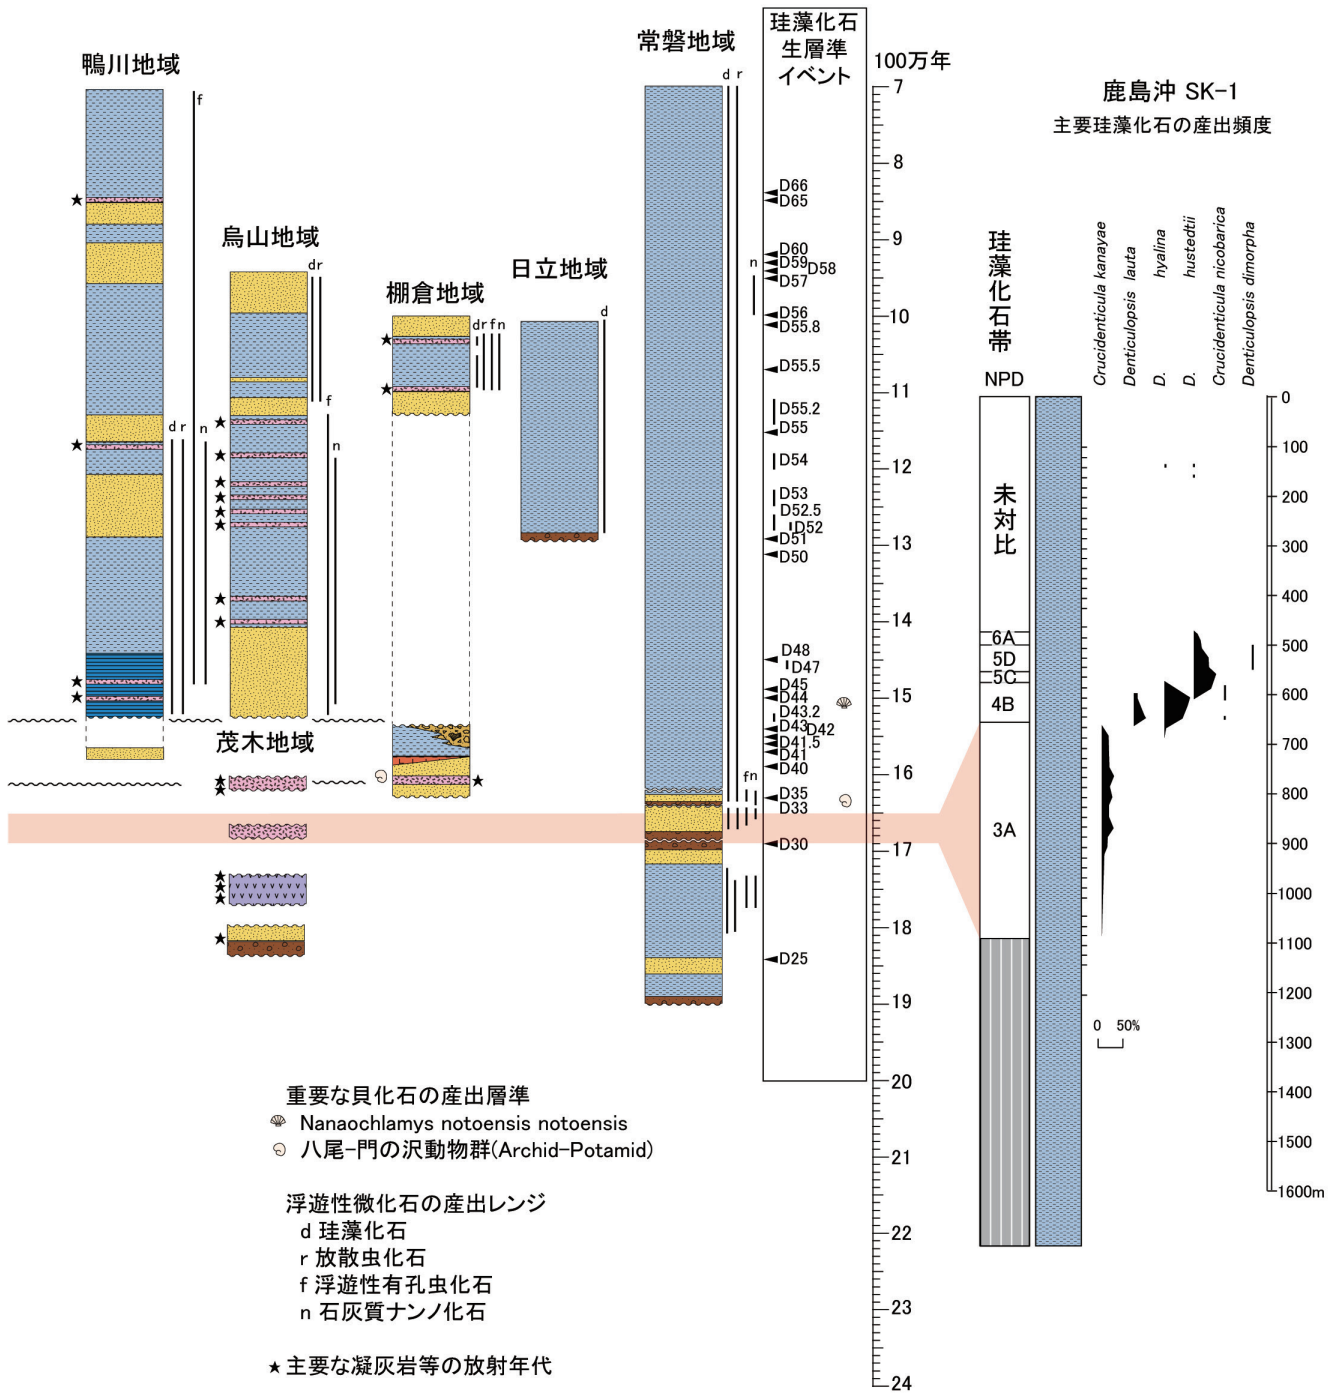 鴨川地域
f
d r
n
烏山地域
dr
f
n
棚倉地域
dr f n
日立地域
d
常磐地域
d r
n
f n
茂木地域
珪藻化石
生層準
イベント
D66
D65
D60
D59
D58
D57
D56
D55.8
D55.5
D55.2
D55
D54
D53
D52.5
D52
D51
D50
D48
D47
D45
D44
D43.2
D43
D42
D41.5
D41
D40
D35
D33
D30
D25
100万年
7
8
9
10
11
12
13
14
15
16
17
18
19
20
21
22
23
24
鹿島沖 SK-1
主要珪藻化石の産出頻度
珪藻化石帯
NPD
Crucidenticula kanayae
Denticulopsis lauta
D. hyalina
D. hustedtii
Crucidenticula nicobarica
Denticulopsis dimorpha
未対比
6A
5D
5C
4B
3A
0
100
200
300
400
500
600
700
800
900
1000
1100
1200
1300
1400
1500
1600m
0 50%
重要な貝化石の産出層準
Nanaochlamys notoensis notoensis
八尾-門の沢動物群(Archid-Potamid)
浮遊性微化石の産出レンジ
d 珪藻化石
r 放散虫化石
f 浮遊性有孔虫化石
n 石灰質ナンノ化石
★主要な凝灰岩等の放射年代